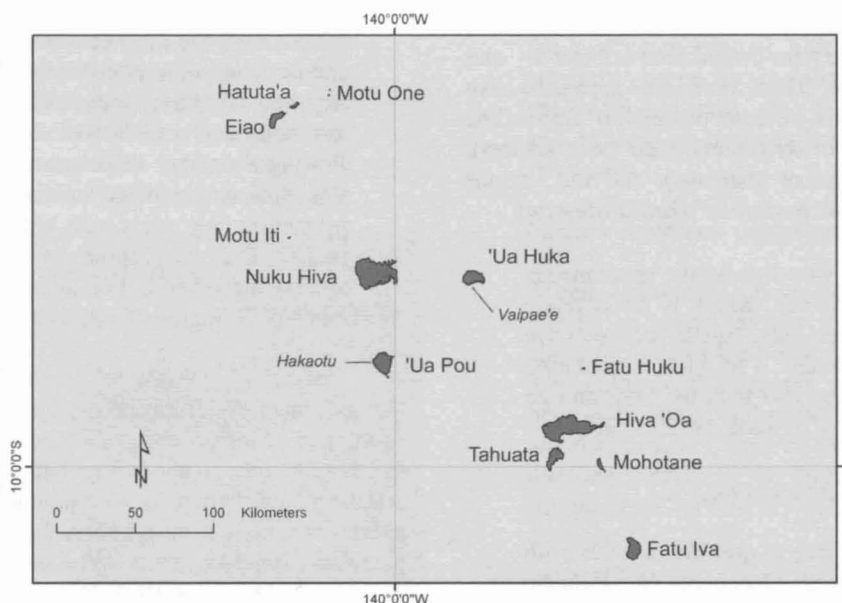 140°0'0"W
Hatuta'a
Motu One
Eiao
Motu Iti
'Ua Huka
Nuku Hiva
Vaipae'e
Hakaotu
'Ua Pou
Fatu Huku
Hiva 'Oa
Tahuata
Mohotane
10°0'0"S
N
0 50 100 Kilometers
Fatu Iva
140°0'0"W